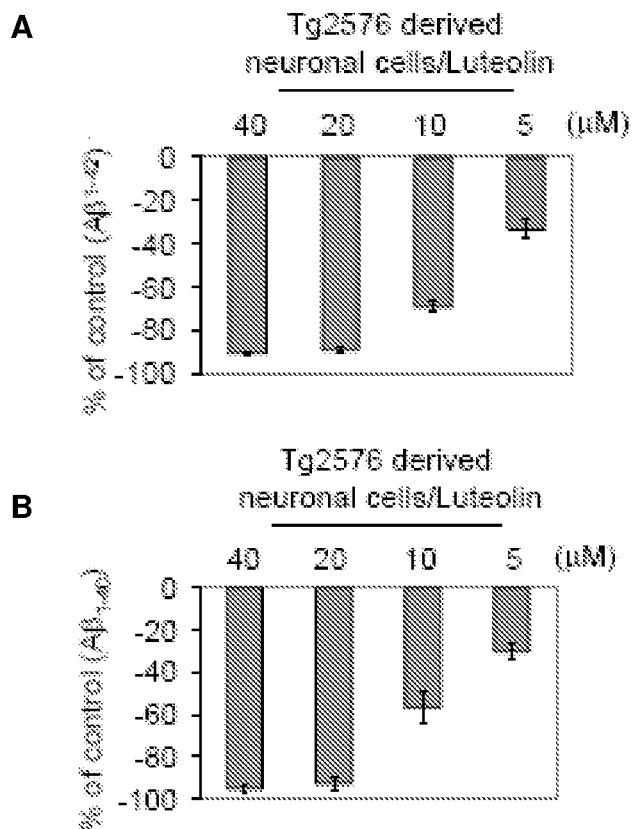 A
Tg2576 derived
neuronal cells/Luteolin
40 20 10 5 (μM)
% of control (Aβ1-42)
0
-20
-40
-60
-80
-100
B
Tg2576 derived
neuronal cells/Luteolin
40 20 10 5 (μM)
% of control (Aβ1-40)
0
-20
-40
-60
-80
-100